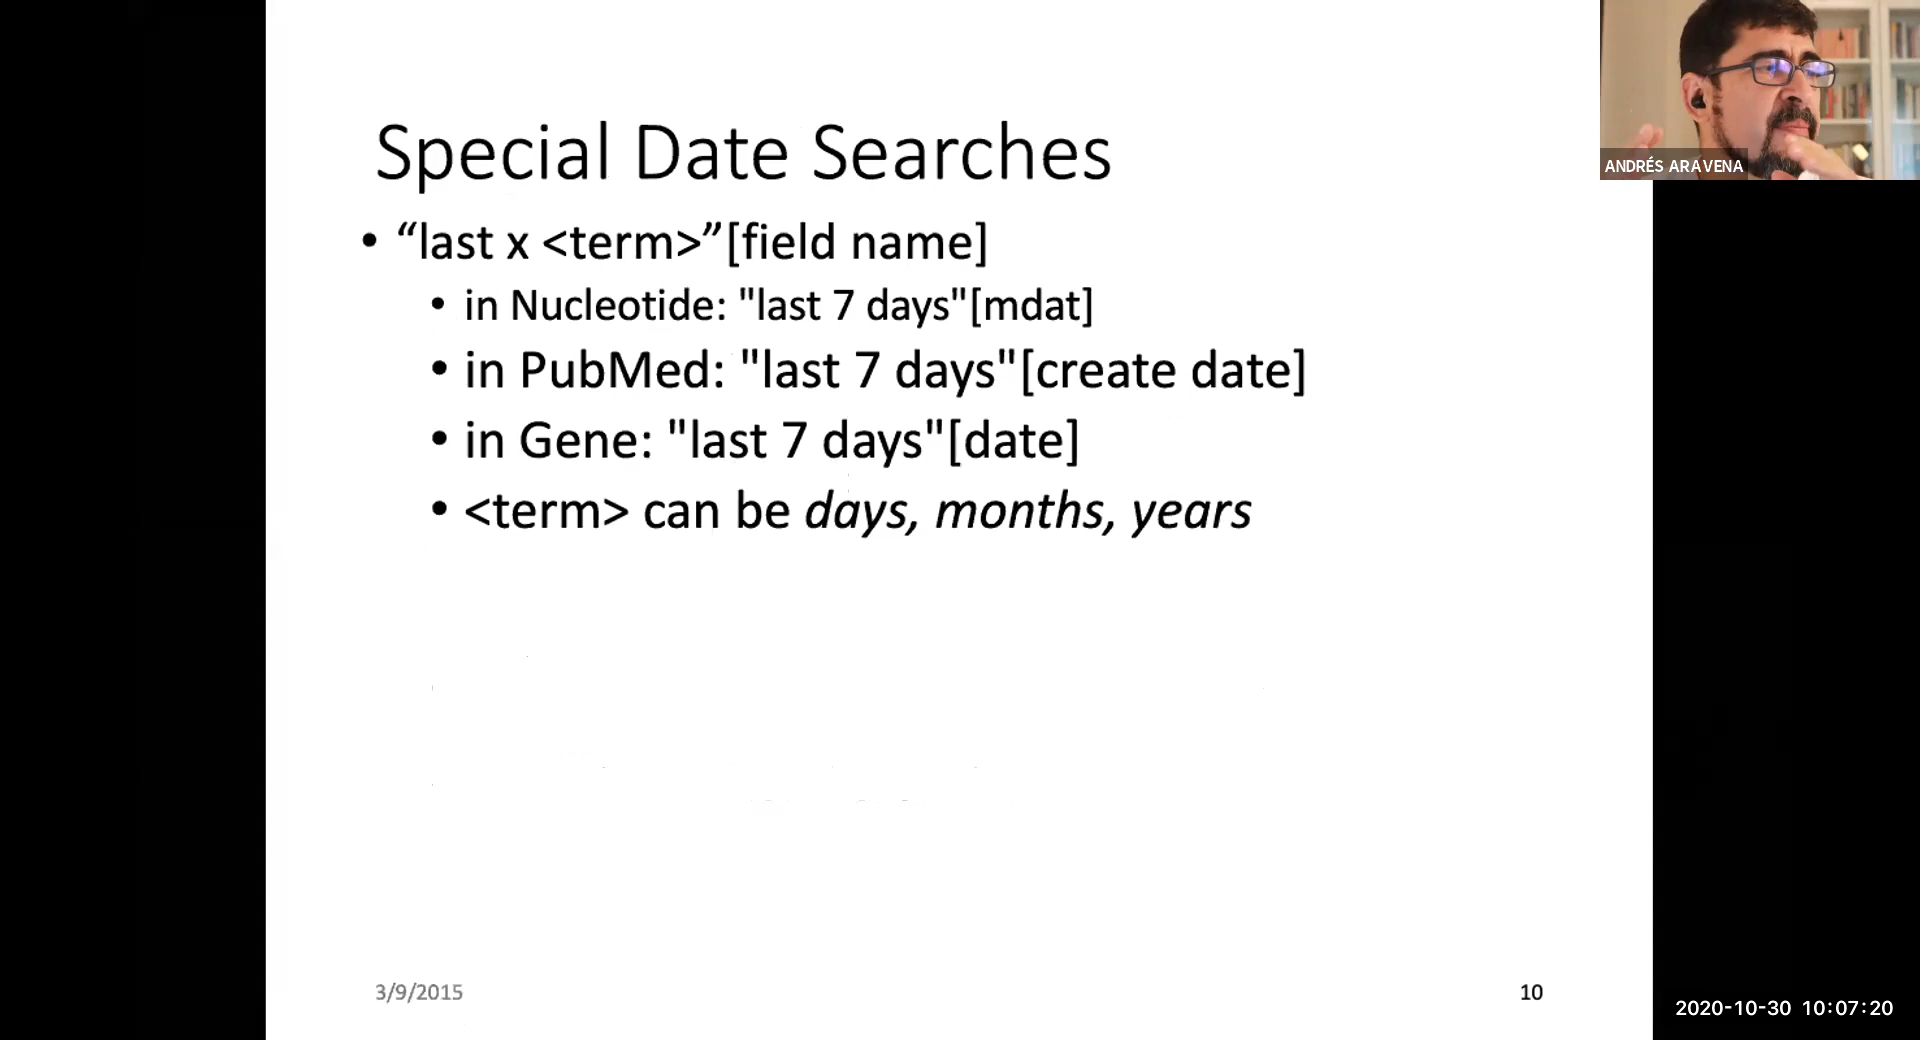 Special Date Searches
• “last x <term>”[field name]
• in Nucleotide: "last 7 days"[mdat]
• in PubMed: "last 7 days"[create date]
• in Gene: "last 7 days"[date]
• <term> can be days, months, years
3/9/2015
10
ANDRÉS ARAVENA
2020-10-30 10:07:20